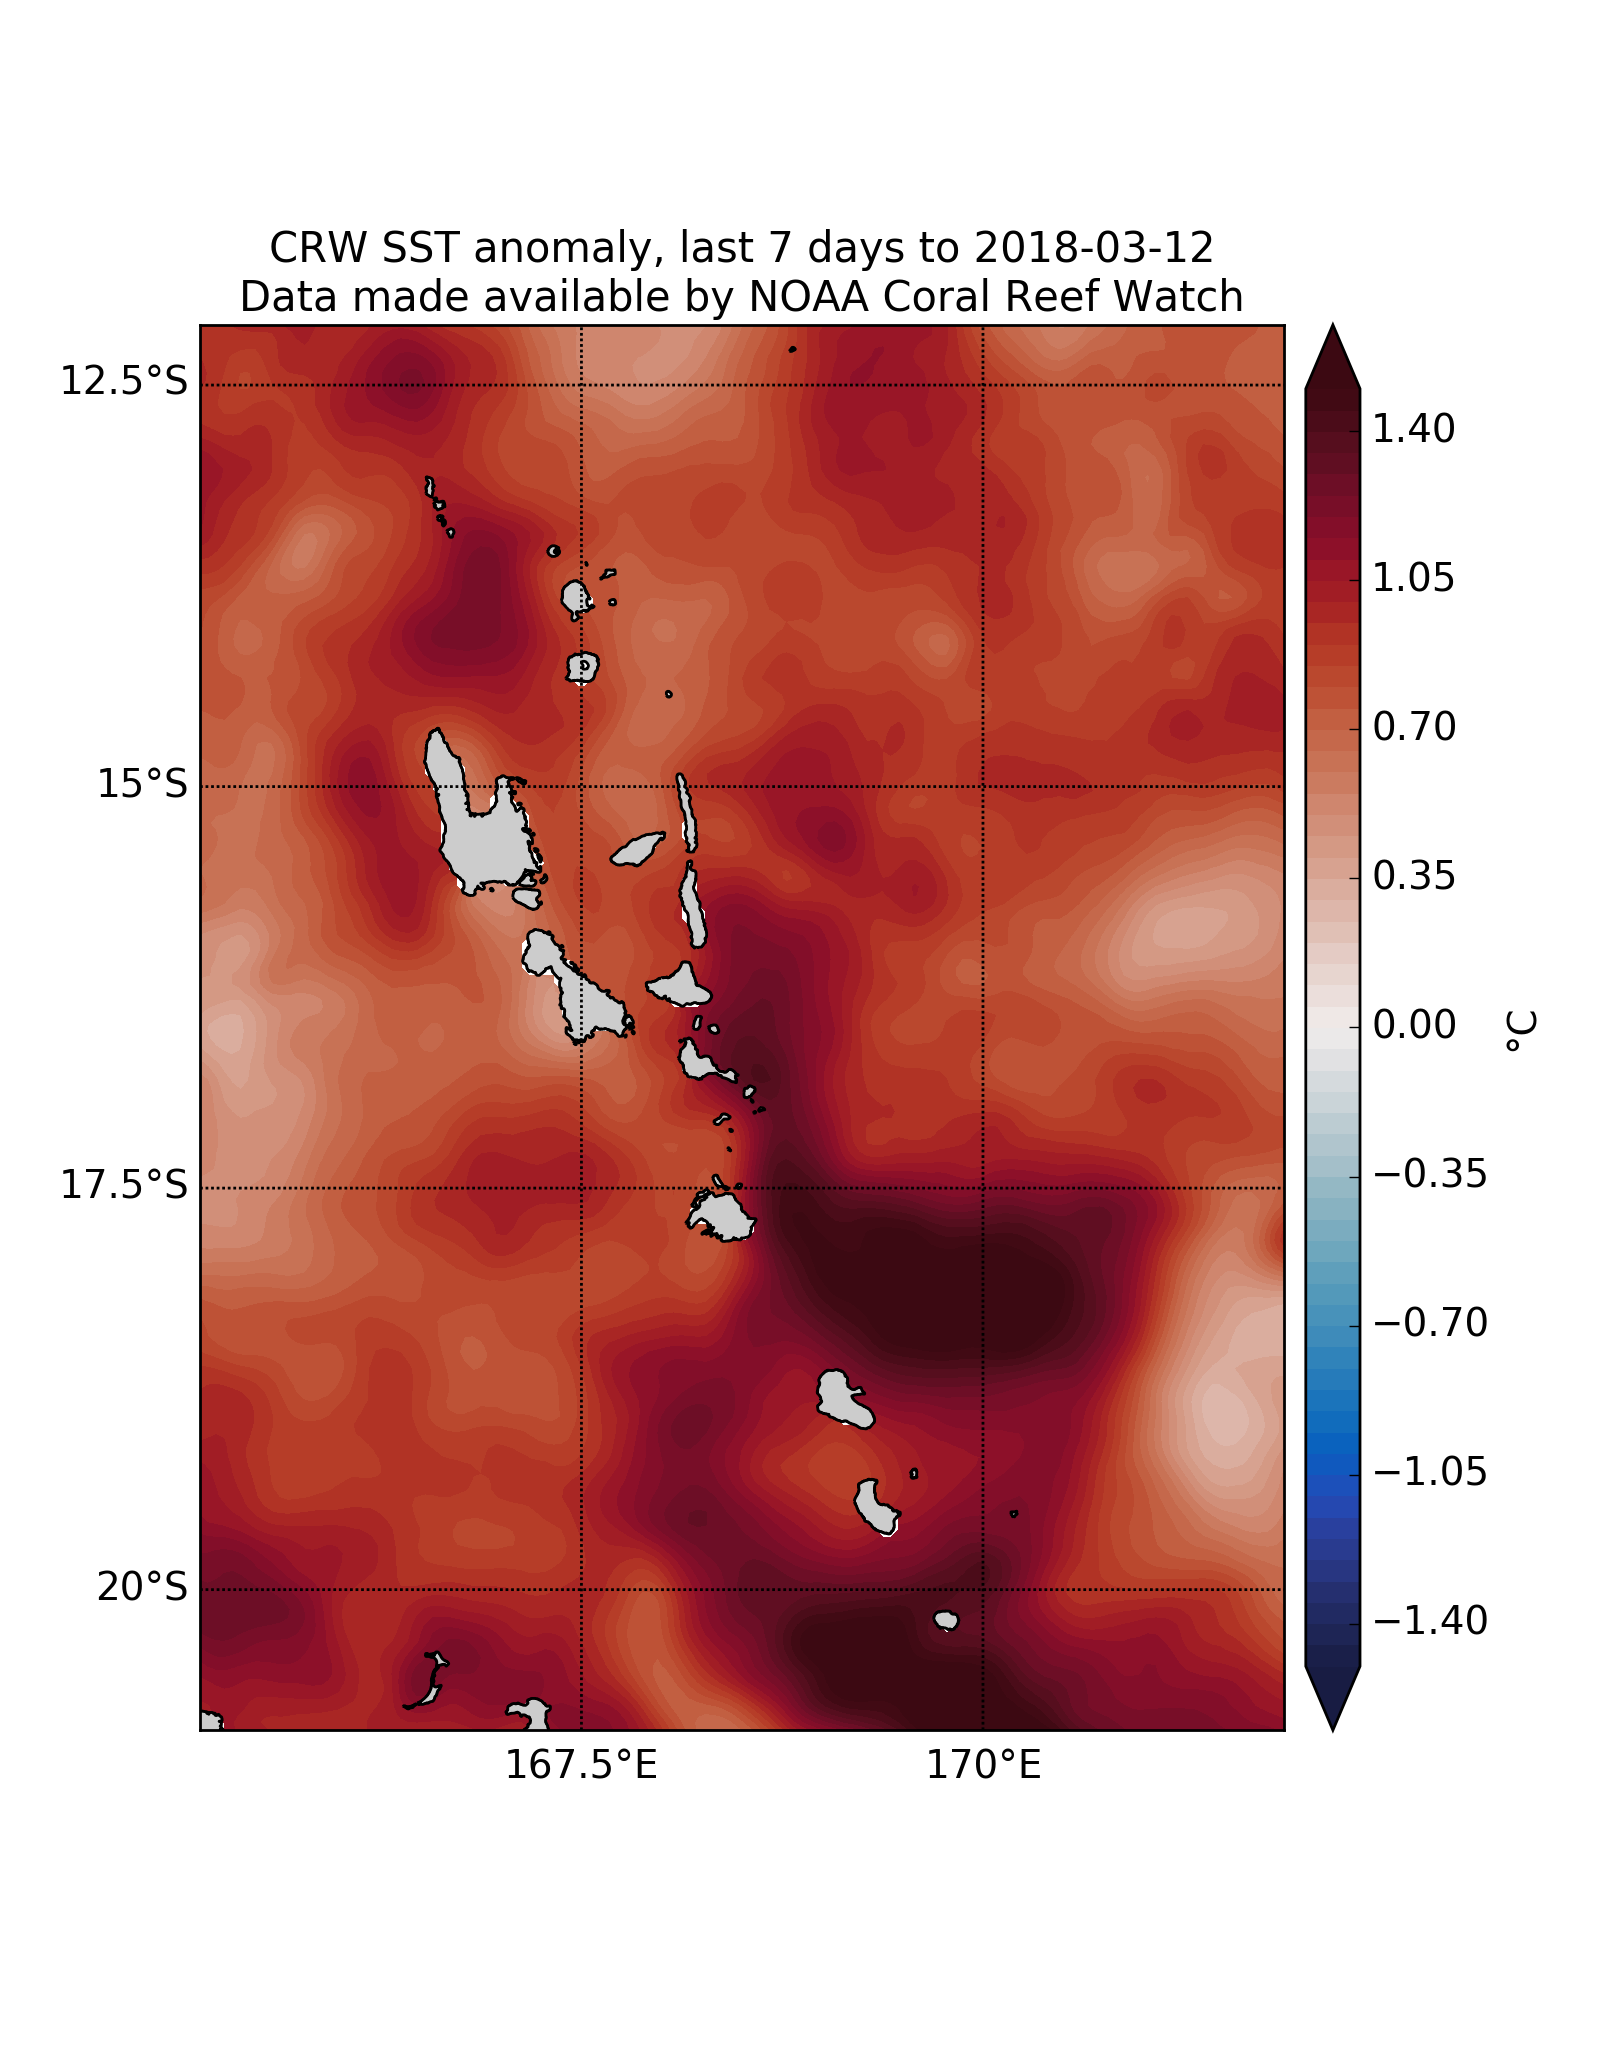 CRW SST anomaly, last 7 days to 2018-03-12
Data made available by NOAA Coral Reef Watch
12.5°S
15°S
17.5°S
20°S
167.5°E
170°E
1.40
1.05
0.70
0.35
0.00
−0.35
−0.70
−1.05
−1.40
°C